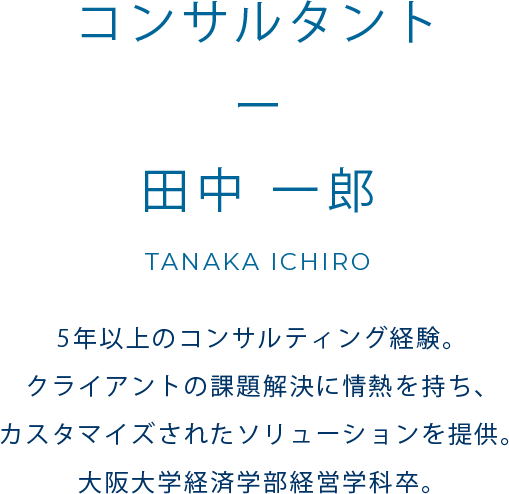 コンサルタント
ー
田中 一郎
TANAKA ICHIRO
5年以上のコンサルティング経験。
クライアントの課題解決に情熱を持ち、
カスタマイズされたソリューションを提供。
大阪大学経済学部経営学科卒。